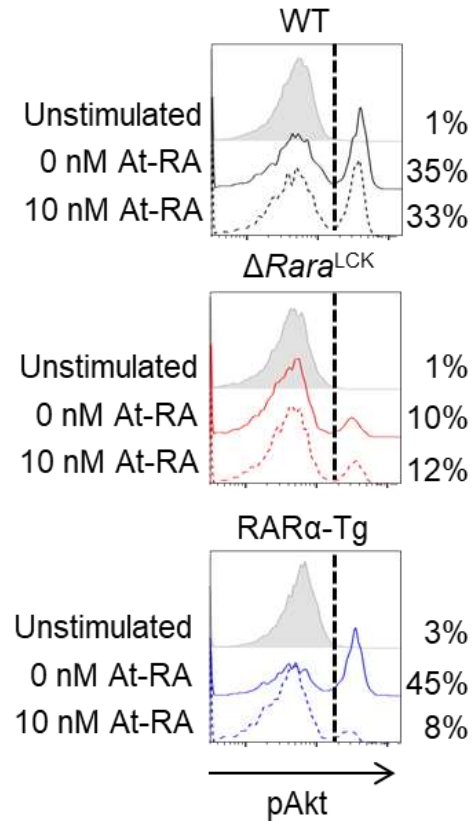 WT
Unstimulated 1%
0 nM At-RA 35%
10 nM At-RA 33%
ΔRara^LCK
Unstimulated 1%
0 nM At-RA 10%
10 nM At-RA 12%
RARα-Tg
Unstimulated 3%
0 nM At-RA 45%
10 nM At-RA 8%
pAkt